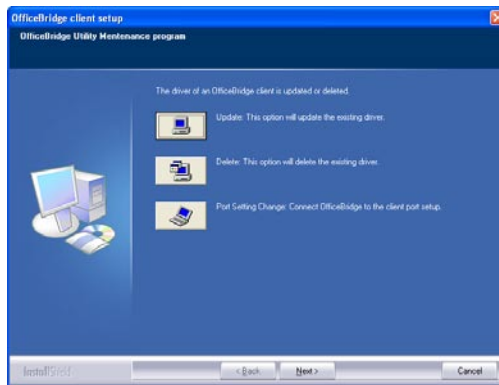 OfficeBridge client setup
OfficeBridge Utility Mentenance program
The driver of an OfficeBridge client is updated or deleted.
Update: This option will update the existing driver.
Delete: This option will delete the existing driver.
Port Setting Change: Connect OfficeBridge to the client port setup.
InstallShield
< Back
Next >
Cancel